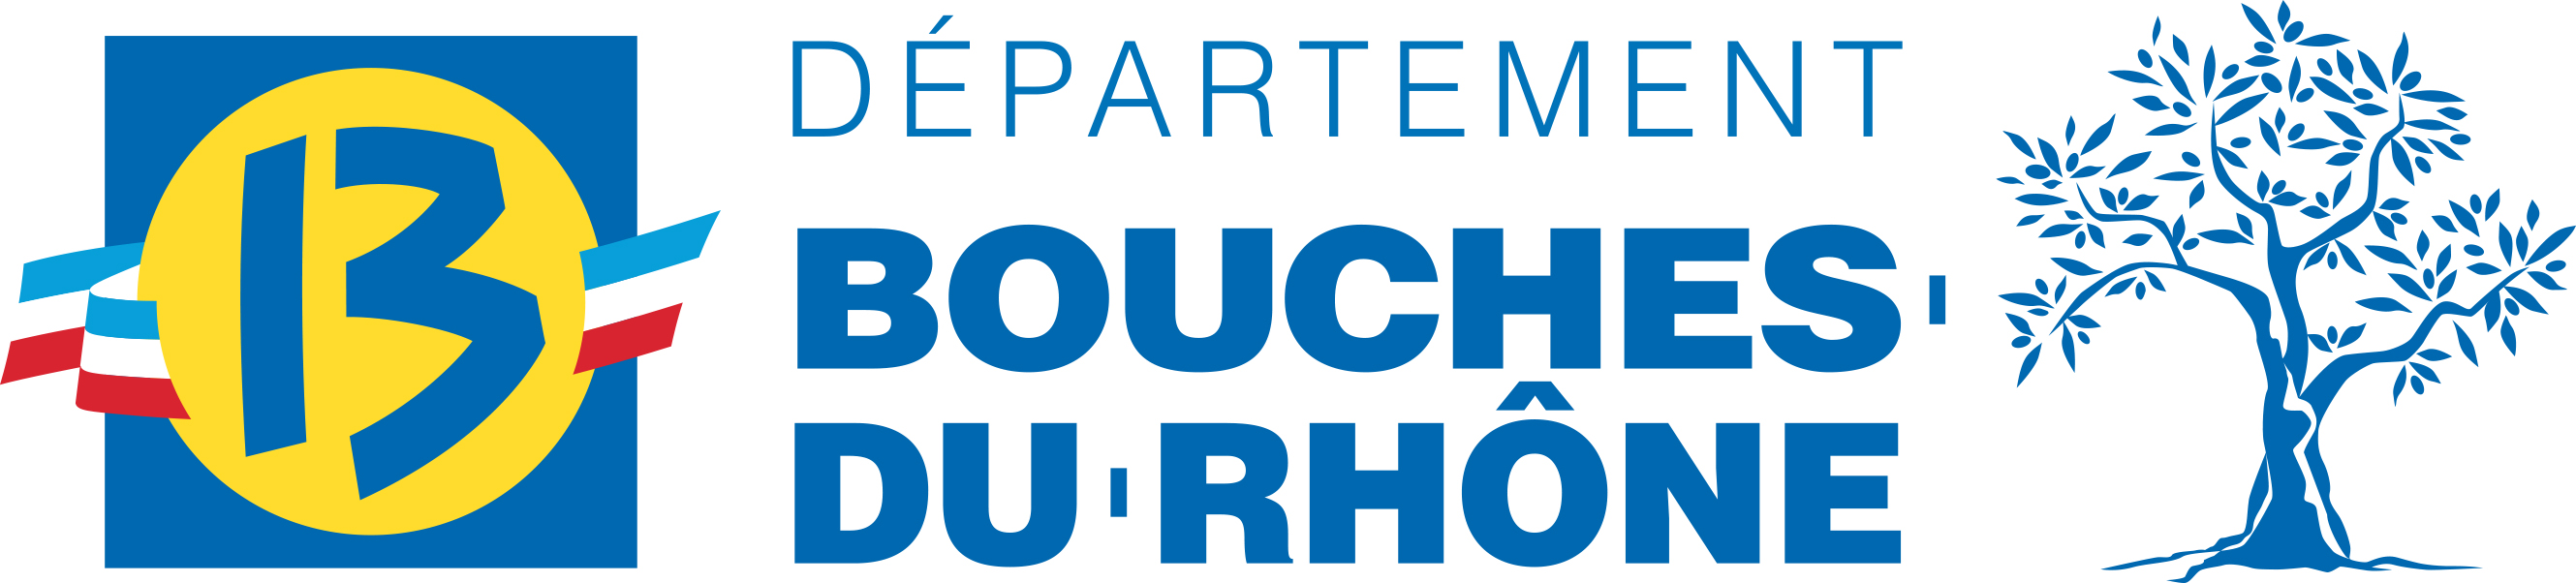 13
DÉPARTEMENT
BOUCHES-
DU-RHÔNE